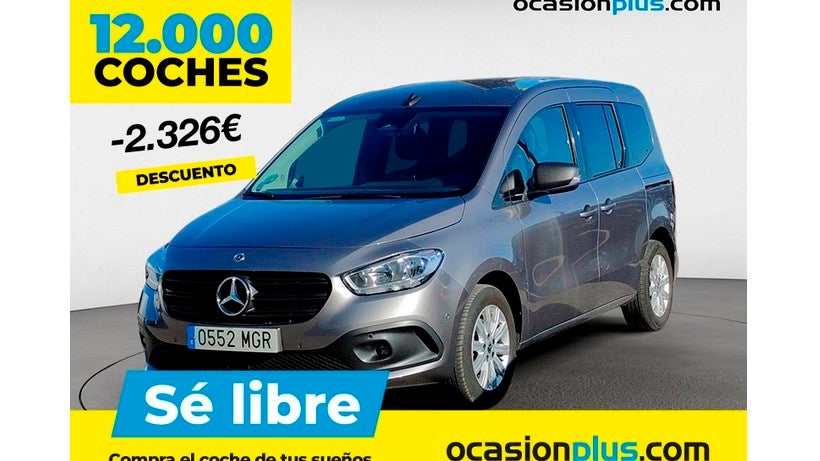 ocasionplus.com
12.000
COCHES
-2.326€
DESCUENTO
0552 MGR
Sé libre
Compra el coche de tus sueños
ocasionplus.com